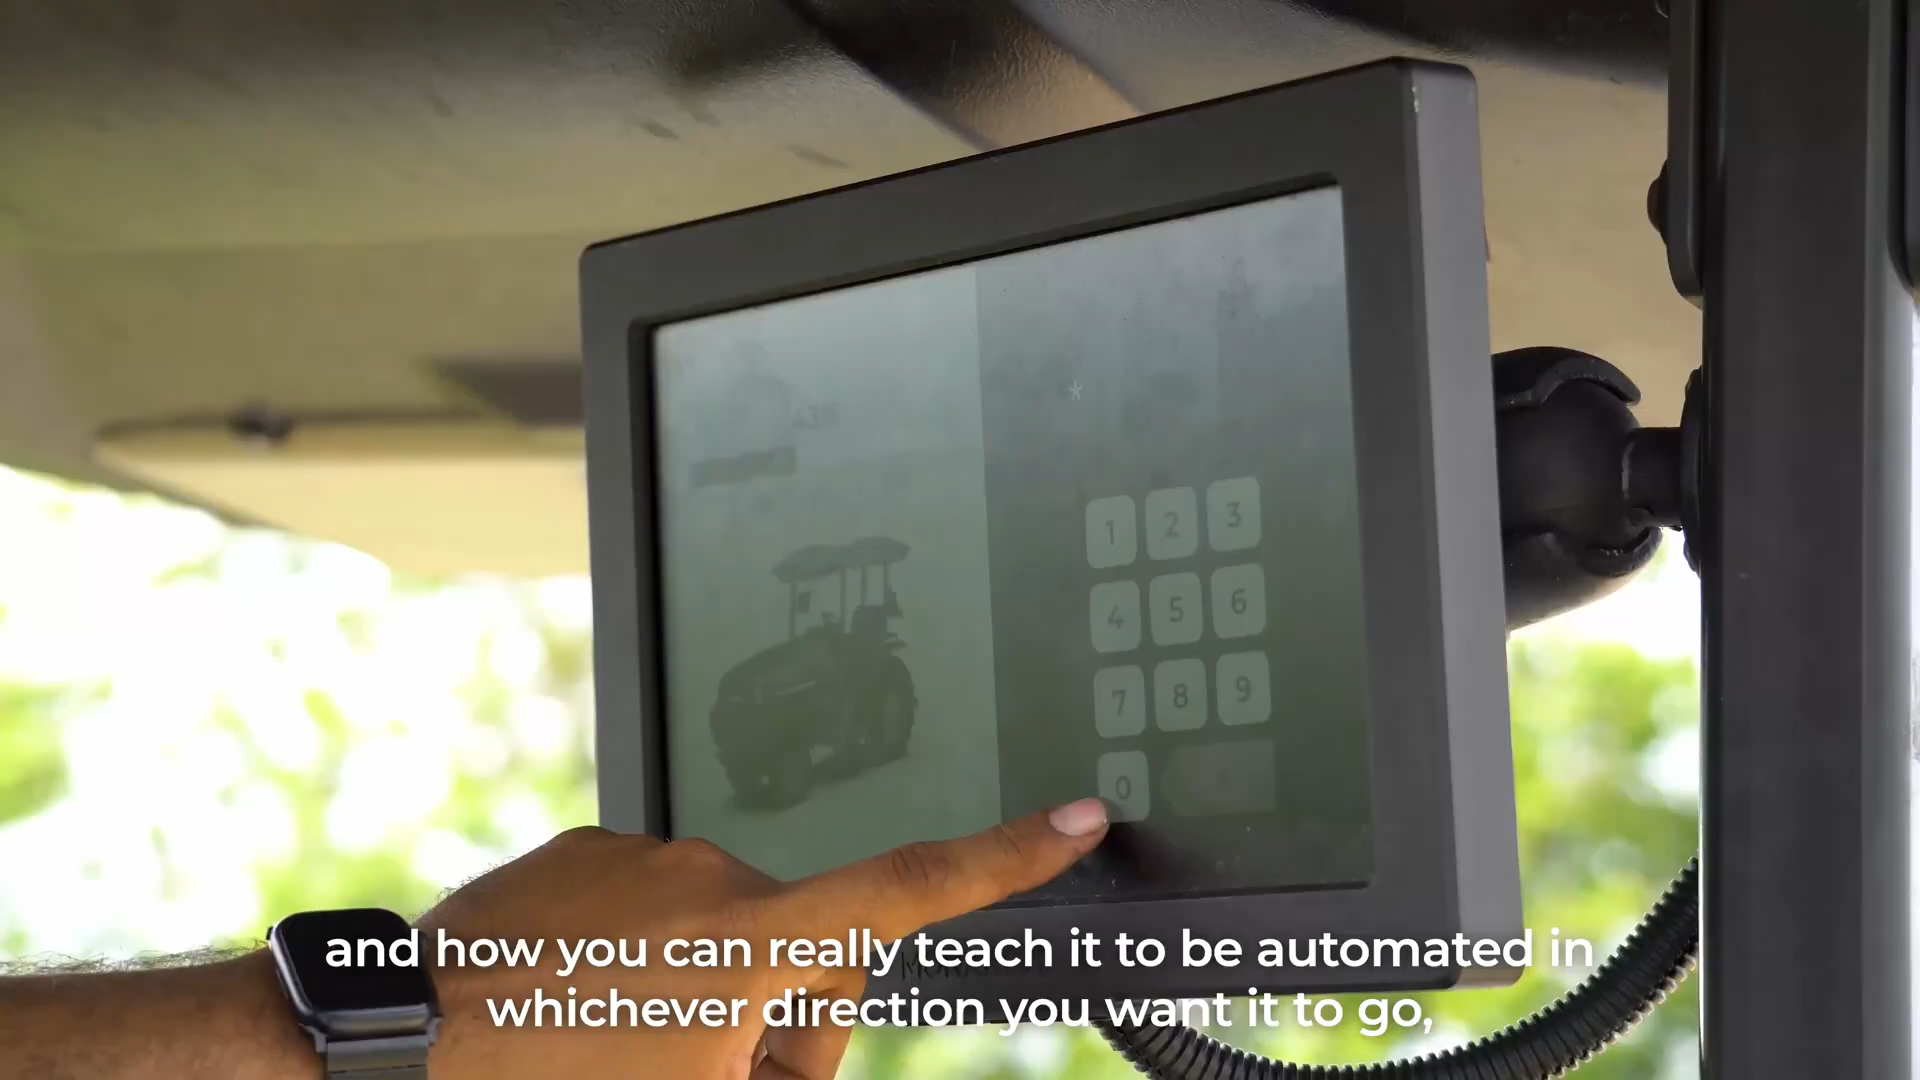 *
1 2 3
4 5 6
7 8 9
0
and how you can really teach it to be automated in
whichever direction you want it to go,